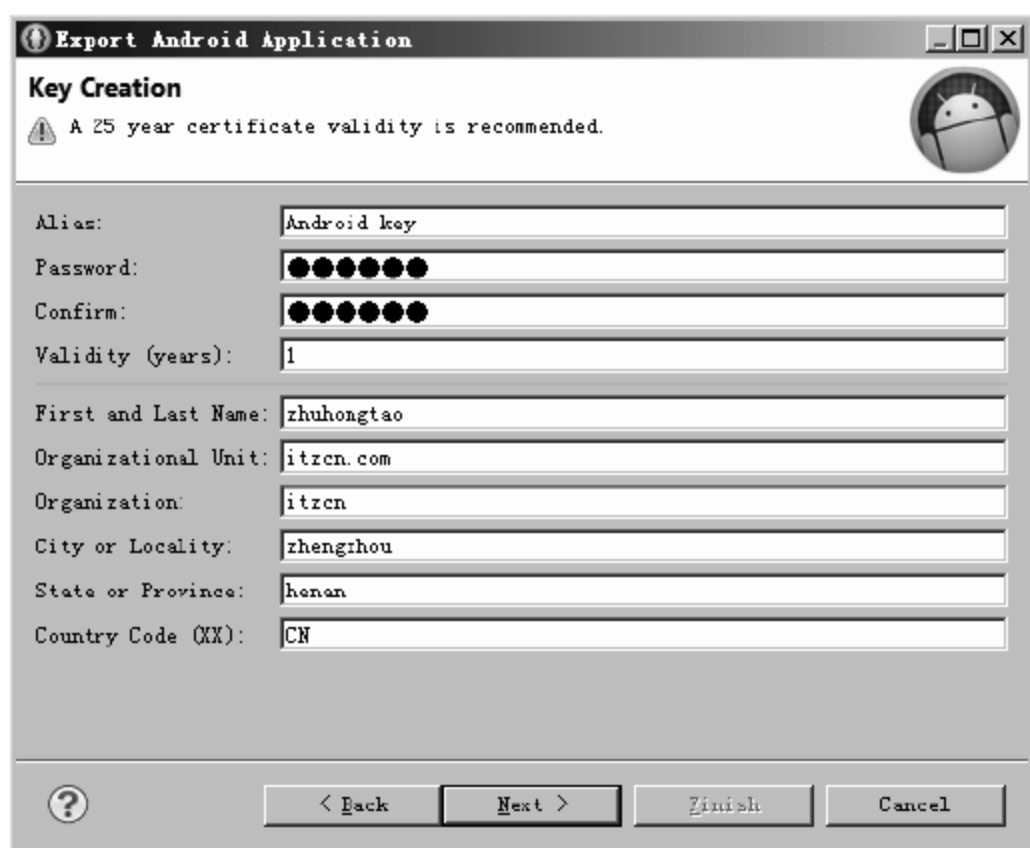 Export Android Application
Key Creation
A 25 year certificate validity is recommended.
Alias: Android key
Password: ●●●●●●
Confirm: ●●●●●●
Validity (years): 1
First and Last Name: zhuhongtao
Organizational Unit: itzcn.com
Organization: itzcn
City or Locality: zhengzhou
State or Province: henan
Country Code (XX): CN
?
< Back Next > Finish Cancel